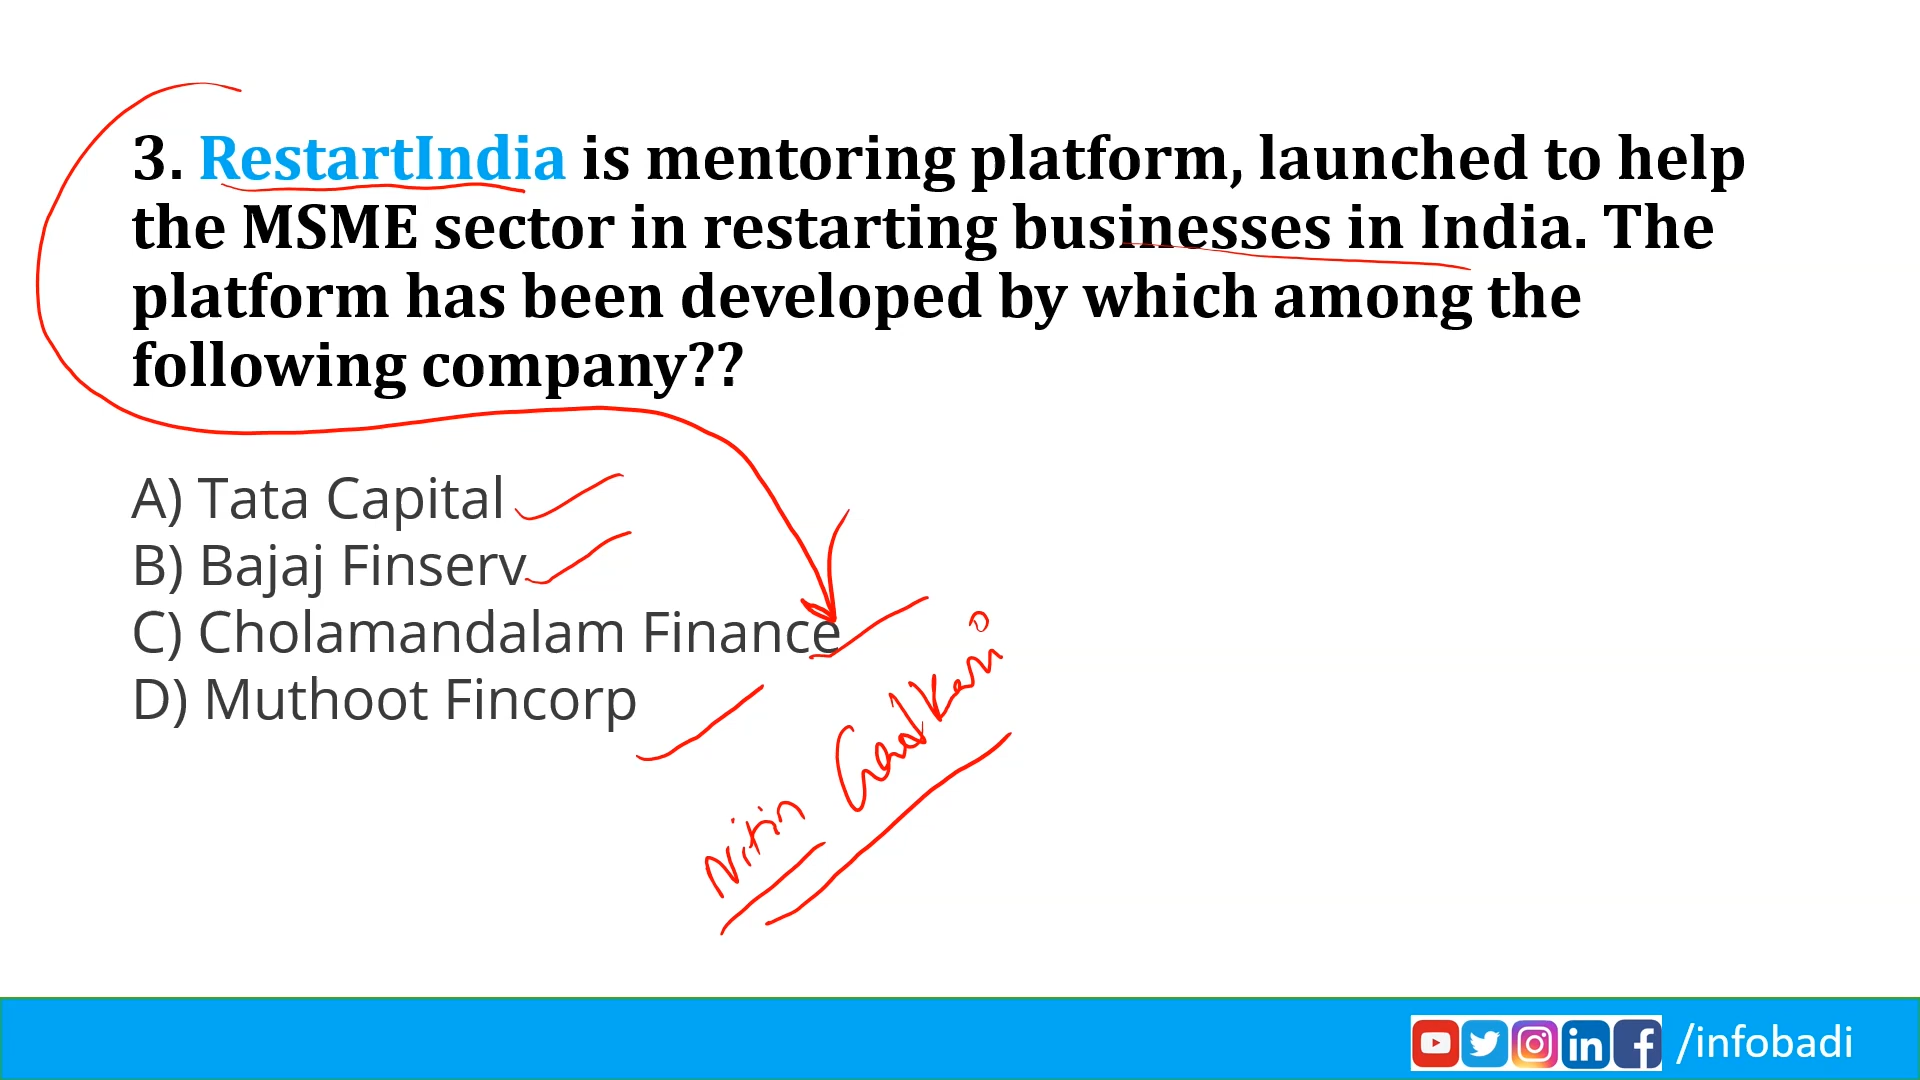 3. RestartIndia is mentoring platform, launched to help
the MSME sector in restarting businesses in India. The
platform has been developed by which among the
following company??
A) Tata Capital
B) Bajaj Finserv
C) Cholamandalam Finance
D) Muthoot Fincorp
Nitin Gadkari
/infobadi